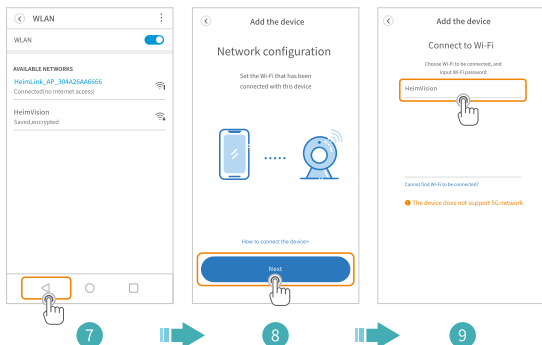 WLAN
WLAN
AVAILABLE NETWORKS
HeimLink_AP_304A26AA6666
Connected(no Internet access)
HeimVision
Saved,encrypted
7
Add the device
Network configuration
Set the Wi-Fi that has been
connected with this device
How to connect the device>
Next
8
Add the device
Connect to Wi-Fi
Choose Wi-Fi to be connected, and
input Wi-Fi password
HeimVision
Cannot find Wi-Fi to be connected?
The device does not support 5G network
9